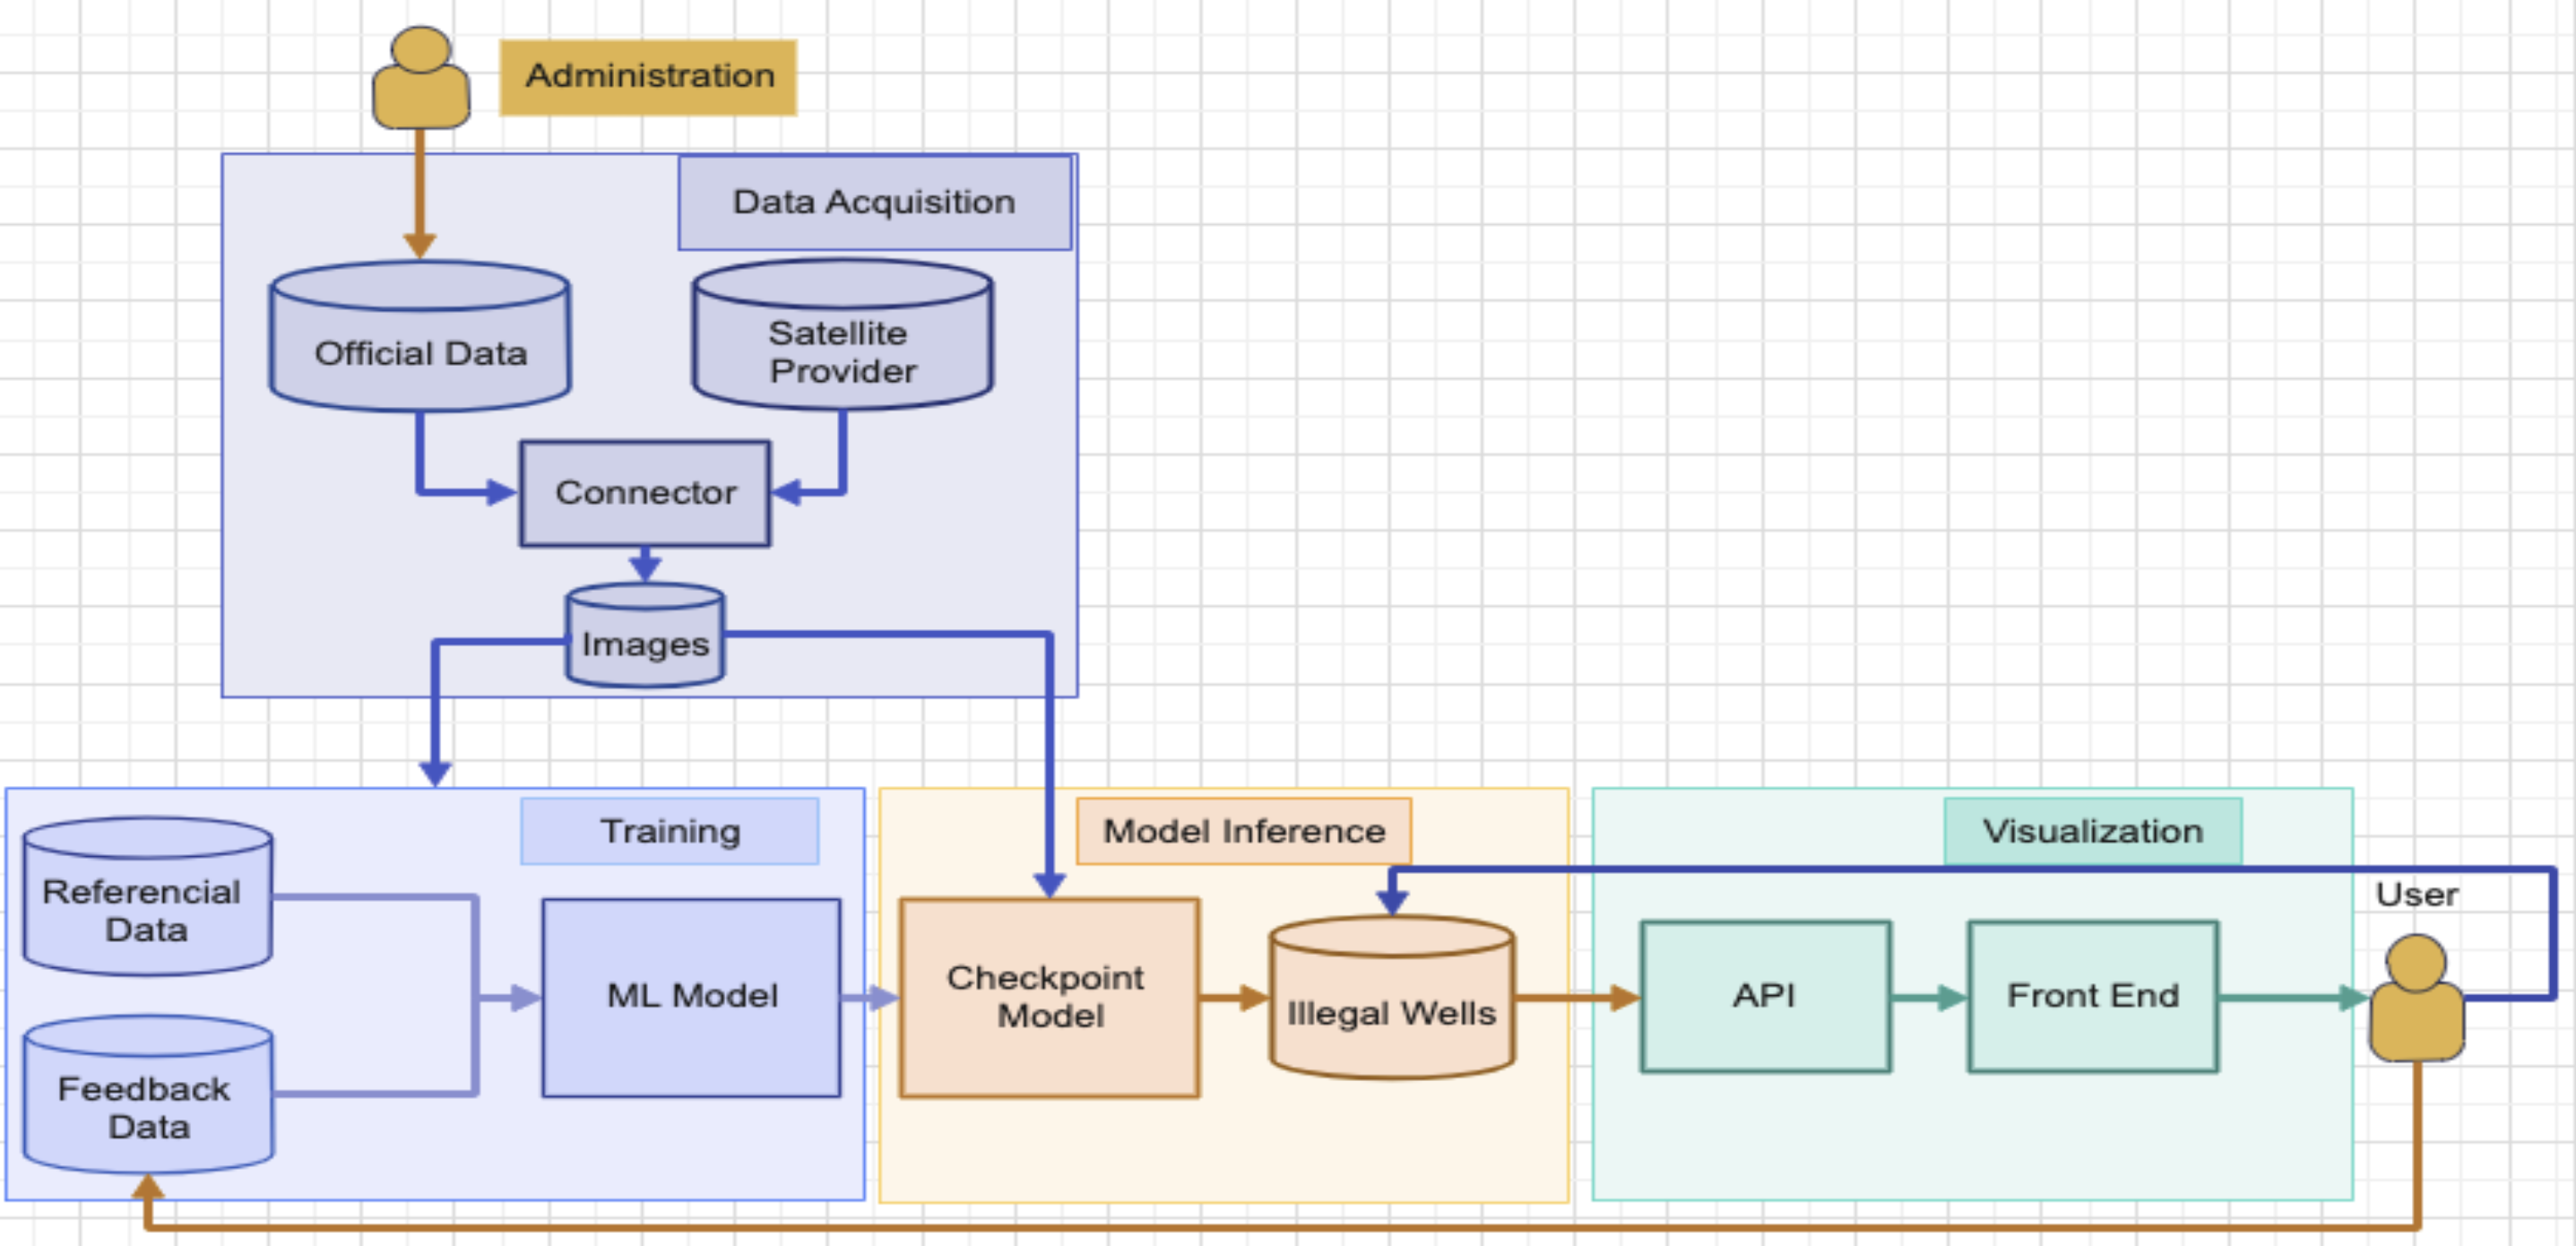 Administration
Data Acquisition
Official Data
Satellite
Provider
Connector
Images
Training
Referencial
Data
Feedback
Data
ML Model
Model Inference
Checkpoint
Model
Illegal Wells
Visualization
API
Front End
User